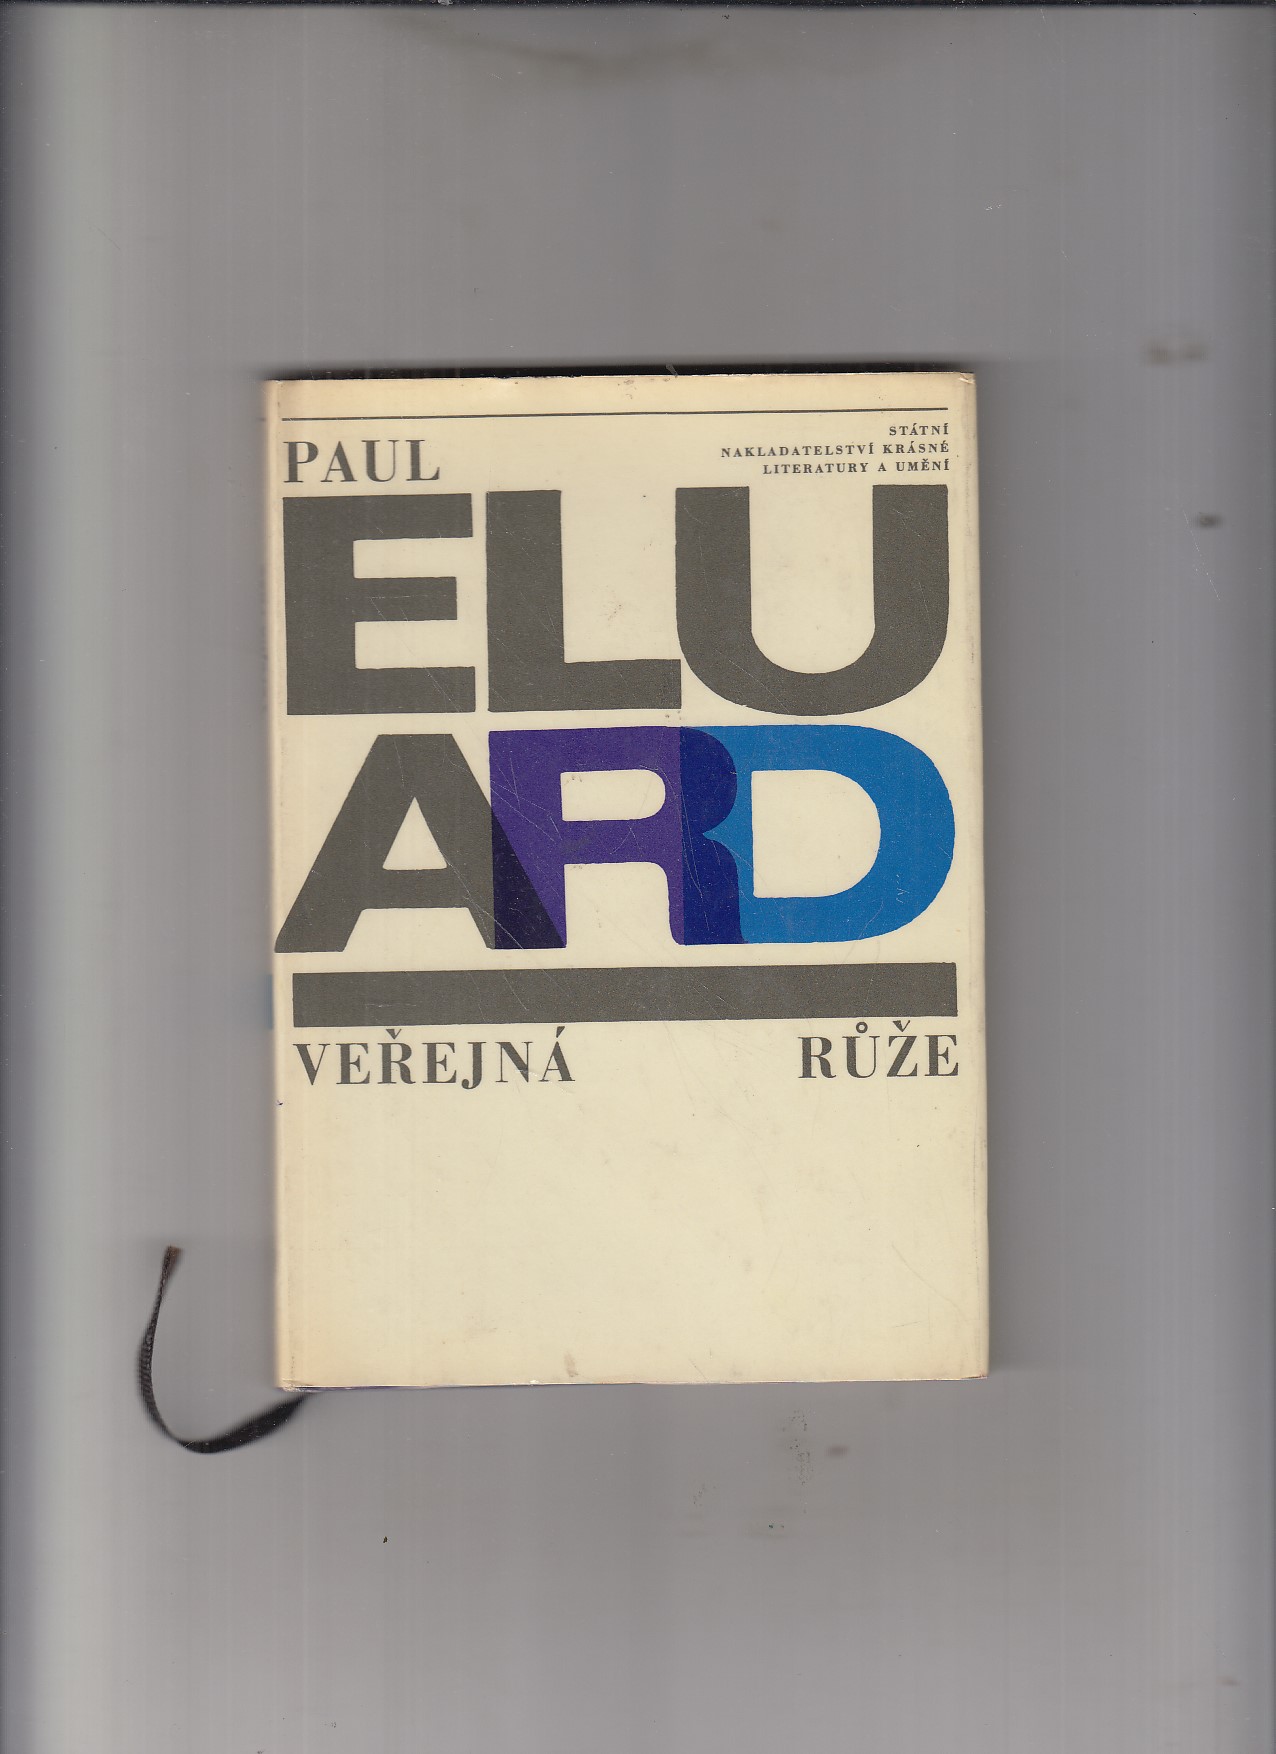 PAUL
STÁTNÍ
NAKLADATELSTVÍ KRÁSNÉ
LITERATURY A UMĚNÍ
ELU
ARD
VEŘEJNÁ RŮŽE